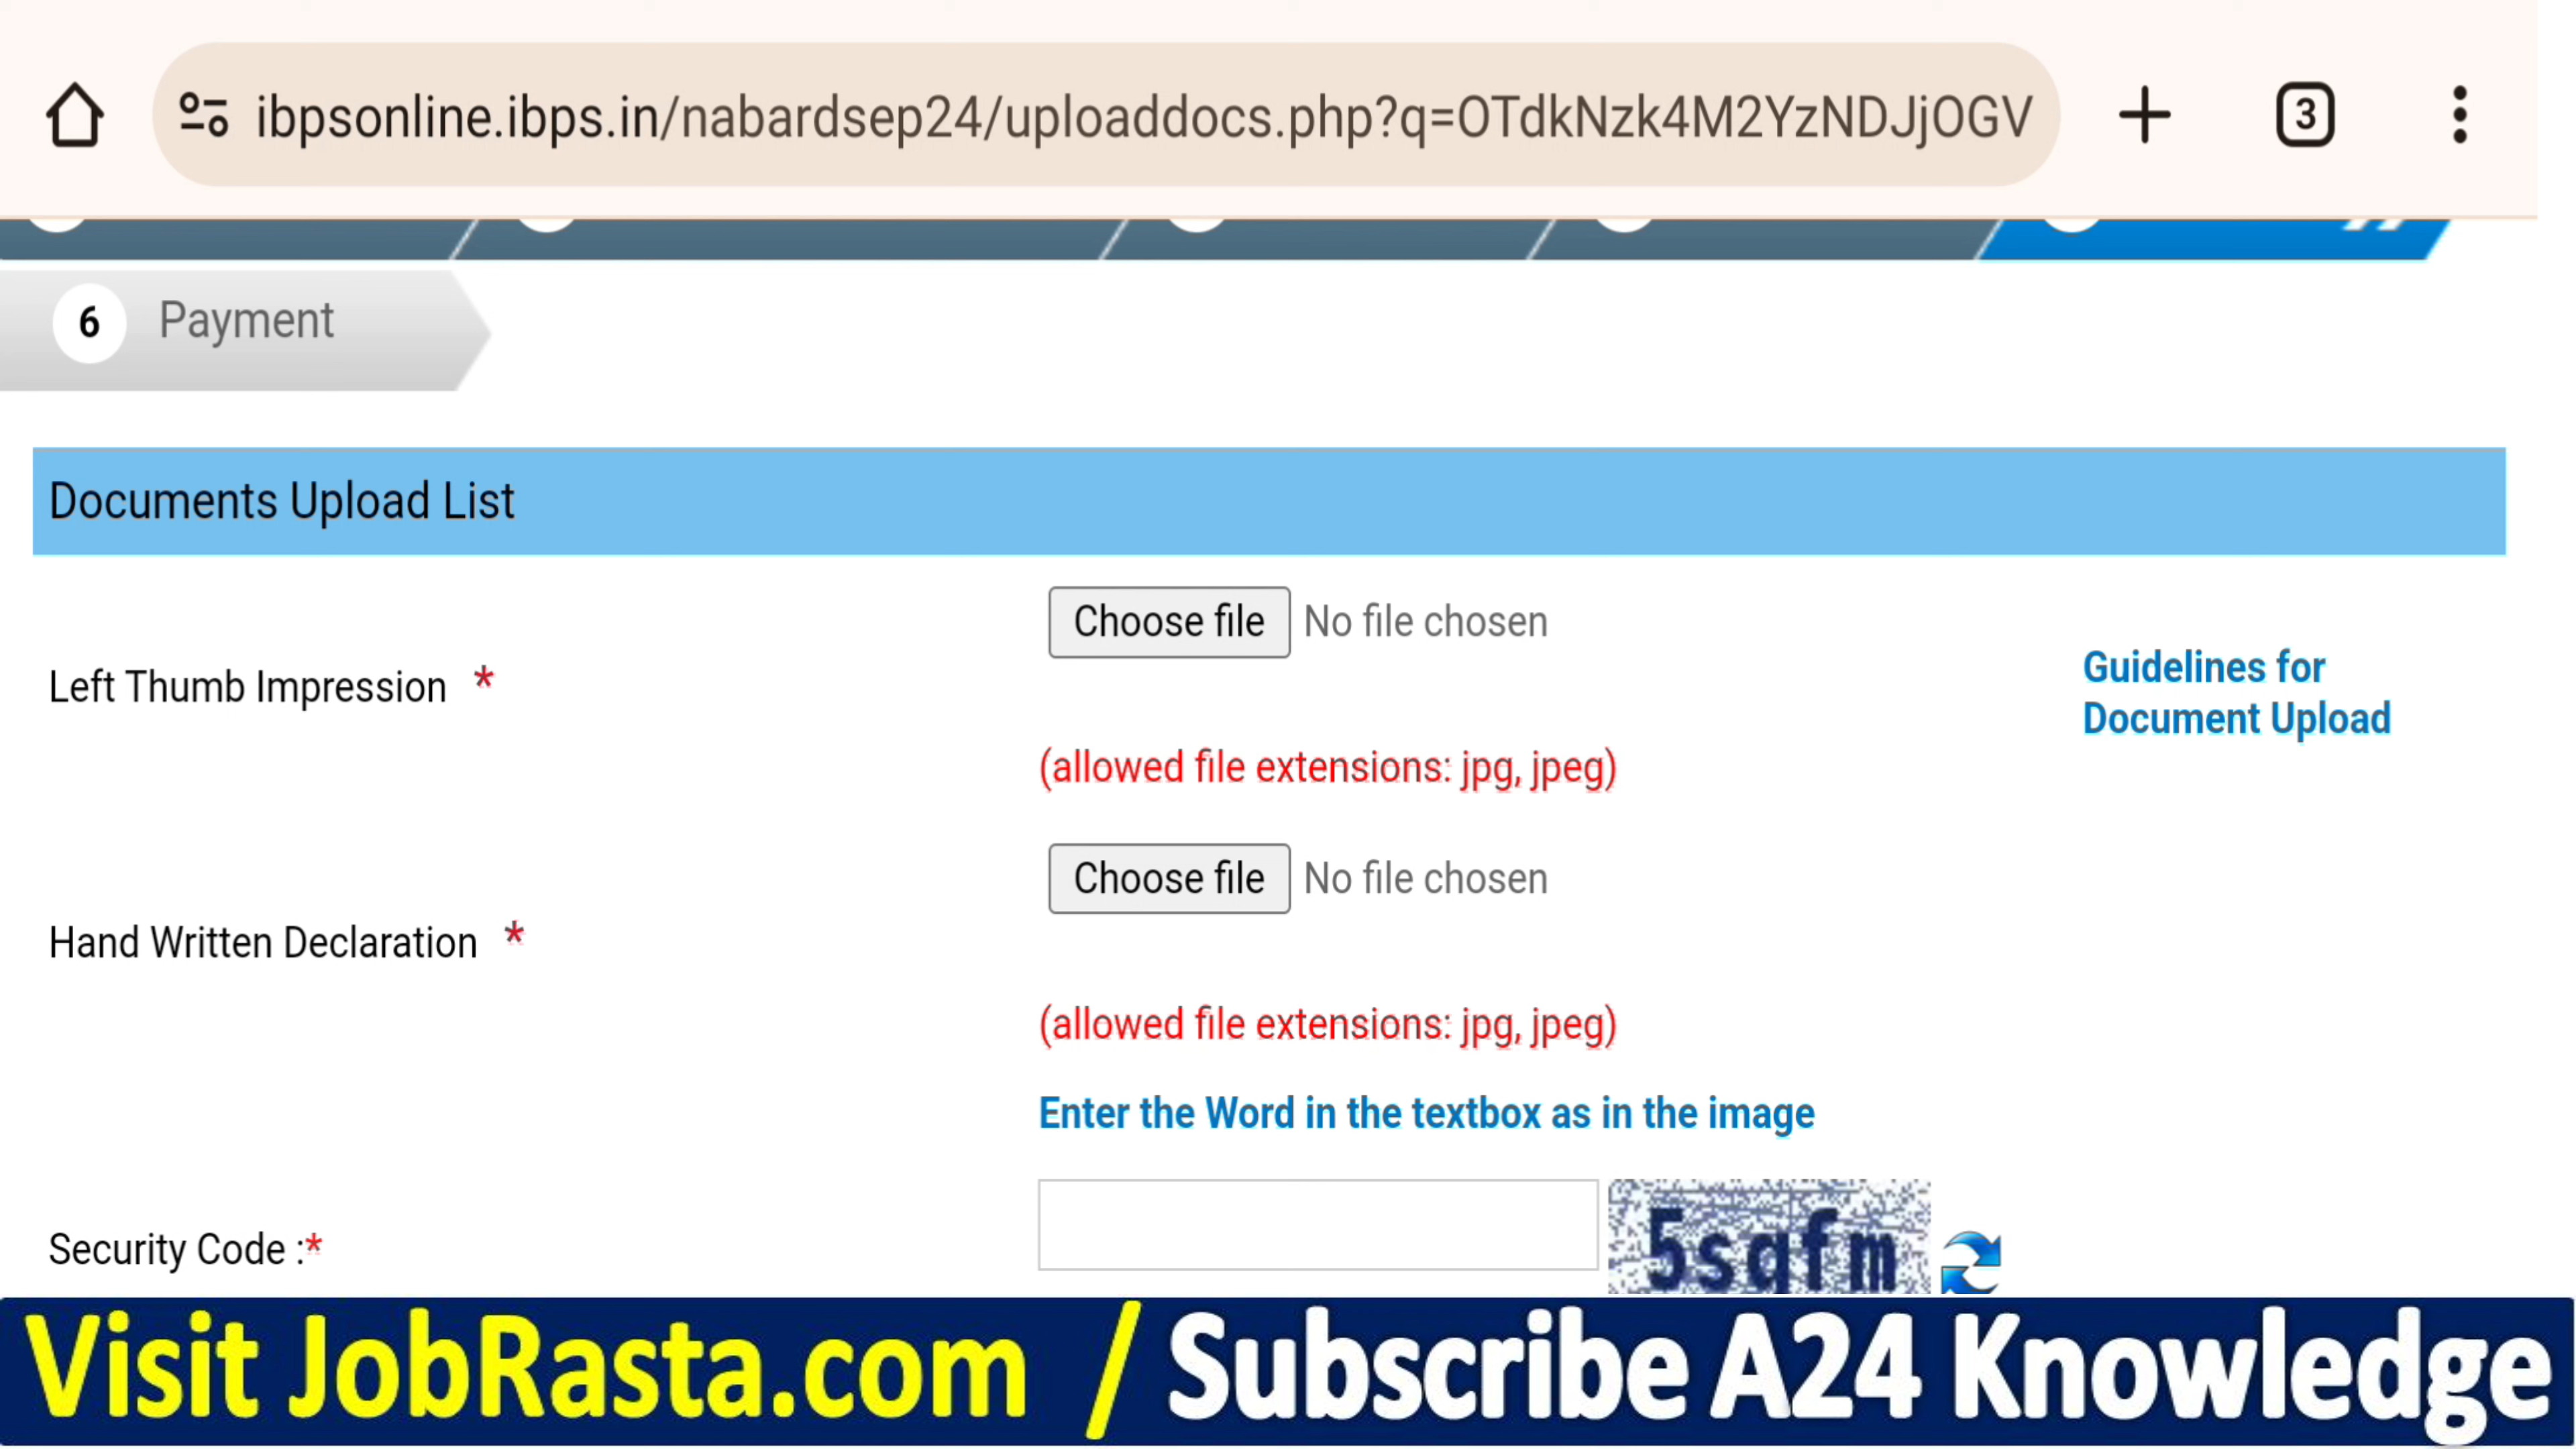 ibpsonline.ibps.in/nabardsep24/uploaddocs.php?q=OTdkNzk4M2YzNDJjOGV
3
6 Payment
Documents Upload List
Choose file No file chosen
Left Thumb Impression *
Guidelines for
Document Upload
(allowed file extensions: jpg, jpeg)
Choose file No file chosen
Hand Written Declaration *
(allowed file extensions: jpg, jpeg)
Enter the Word in the textbox as in the image
Security Code :*
Visit JobRasta.com / Subscribe A24 Knowledge